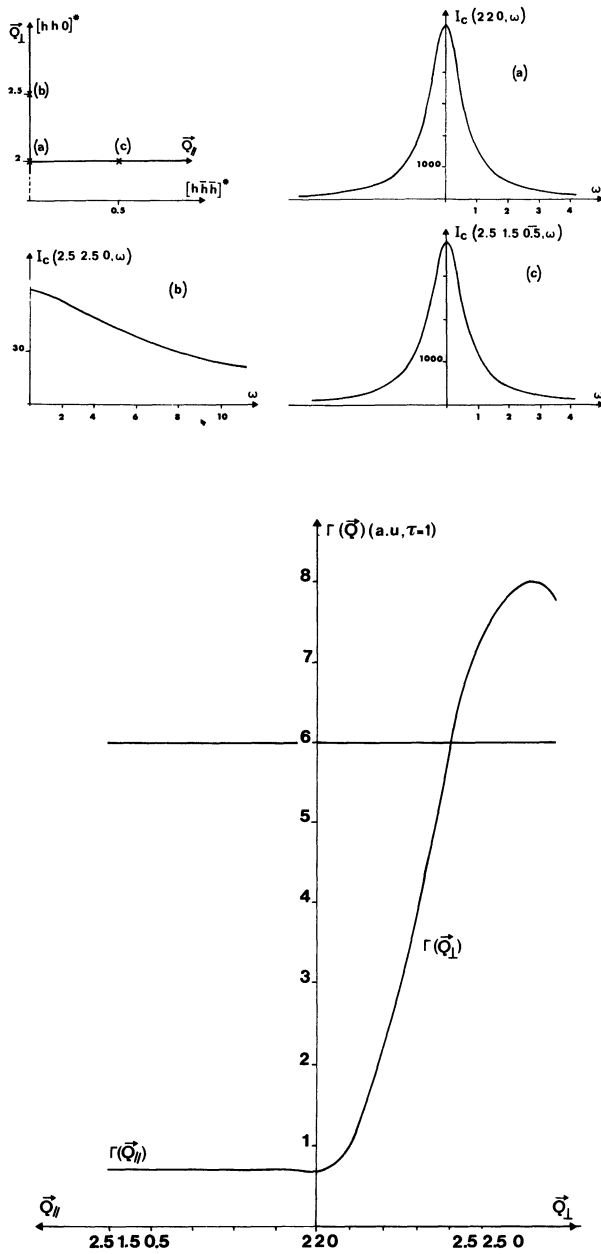 Q⃗⊥ [h h 0]*
2.5 (b)
(a) (c) Q⃗//
2
[h h̄ h̄]*
0.5
I_c (2 2 0, ω)
(a)
1000
ω
1 2 3 4
I_c (2.5 2.5 0, ω)
(b)
30
ω
2 4 6 8 10
I_c (2.5 1.5 0̅.̅5̅, ω)
(c)
1000
ω
1 2 3 4
Γ(Q⃗) (a.u, τ=1)
8
7
6
5
4
Γ(Q⃗⊥)
3
2
1
Γ(Q⃗//)
Q⃗// Q⃗⊥
2.5 1.5 0.5 220 2.5 2.5 0